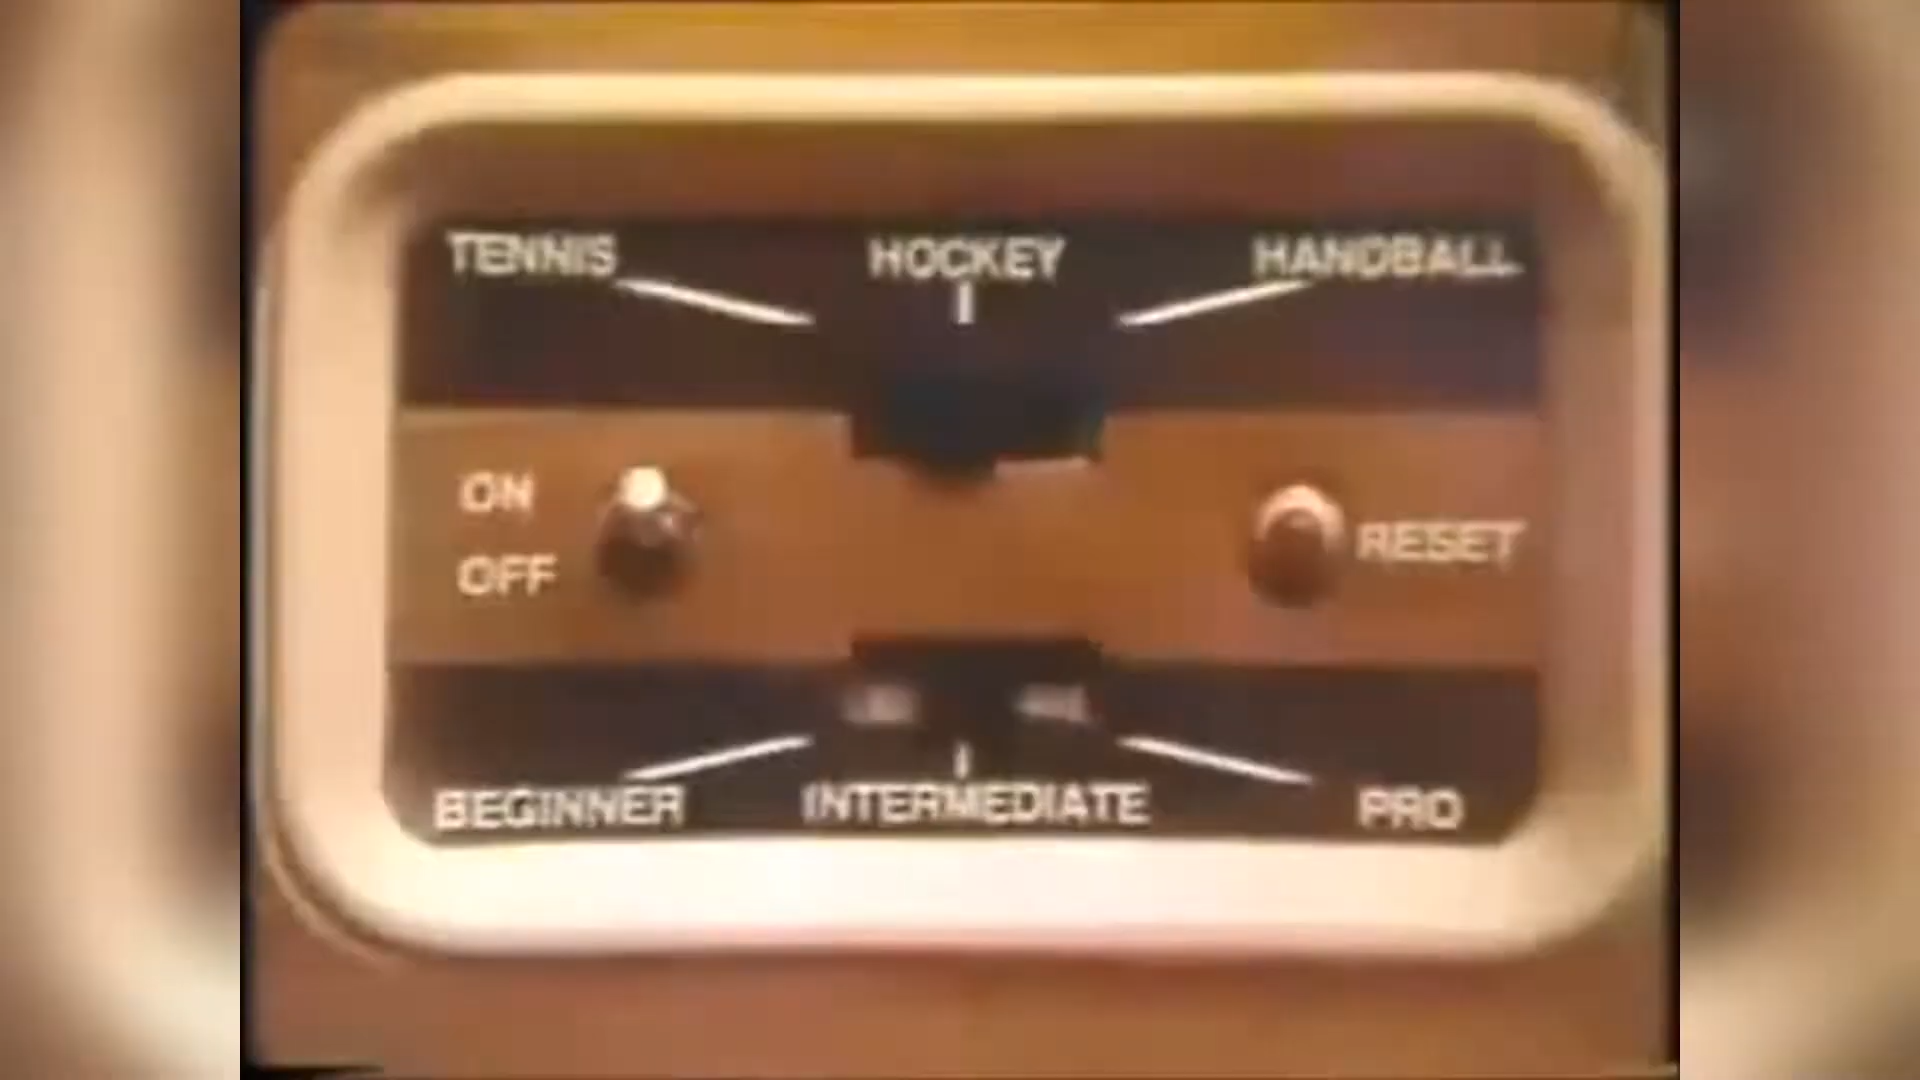 TENNIS HOCKEY HANDBALL
ON
OFF
RESET
BEGINNER INTERMEDIATE PRO